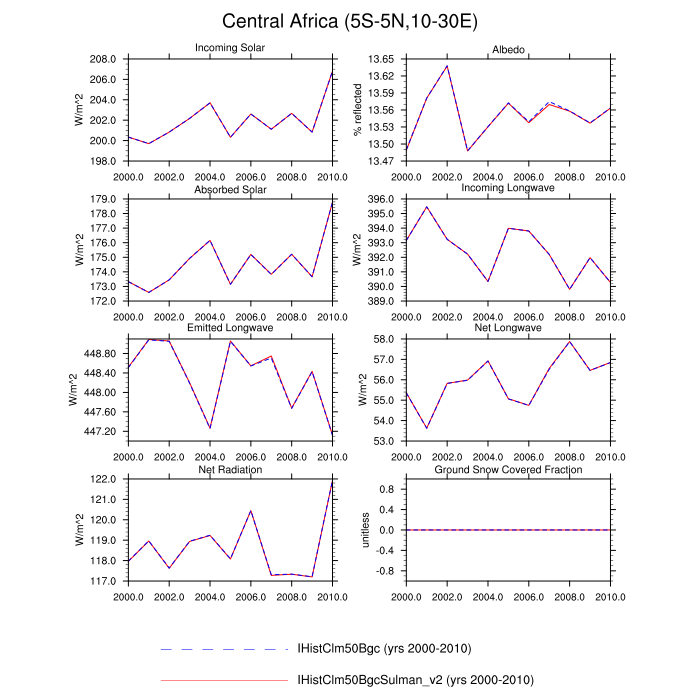 Central Africa (5S-5N,10-30E)
Incoming Solar
W/m^2
208.0
206.0
204.0
202.0
200.0
198.0
2000.0 2002.0 2004.0 2006.0 2008.0 2010.0
Albedo
% reflected
13.65
13.62
13.59
13.56
13.53
13.50
13.47
2000.0 2002.0 2004.0 2006.0 2008.0 2010.0
Absorbed Solar
W/m^2
179.0
178.0
177.0
176.0
175.0
174.0
173.0
172.0
2000.0 2002.0 2004.0 2006.0 2008.0 2010.0
Incoming Longwave
W/m^2
396.0
395.0
394.0
393.0
392.0
391.0
390.0
389.0
2000.0 2002.0 2004.0 2006.0 2008.0 2010.0
Emitted Longwave
W/m^2
448.80
448.40
448.00
447.60
447.20
2000.0 2002.0 2004.0 2006.0 2008.0 2010.0
Net Longwave
W/m^2
58.0
57.0
56.0
55.0
54.0
53.0
2000.0 2002.0 2004.0 2006.0 2008.0 2010.0
Net Radiation
W/m^2
122.0
121.0
120.0
119.0
118.0
117.0
2000.0 2002.0 2004.0 2006.0 2008.0 2010.0
Ground Snow Covered Fraction
unitless
0.8
0.4
0.0
-0.4
-0.8
2000.0 2002.0 2004.0 2006.0 2008.0 2010.0
IHistClm50Bgc (yrs 2000-2010)
IHistClm50BgcSulman_v2 (yrs 2000-2010)